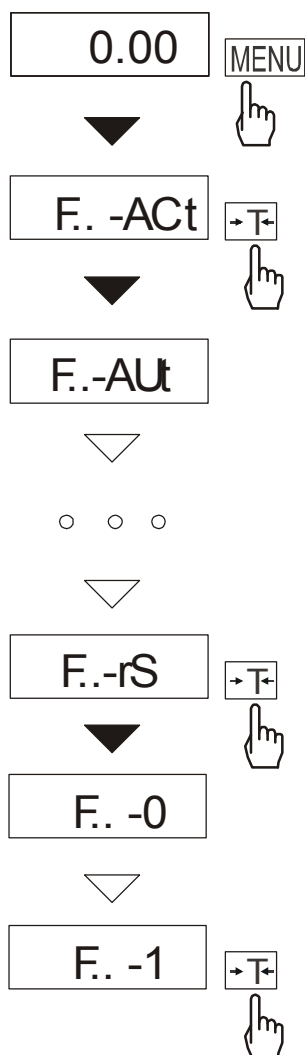 0.00 MENU
F.. -ACt →T←
F..-AUt
F..-rS →T←
F.. -0
F.. -1 →T←